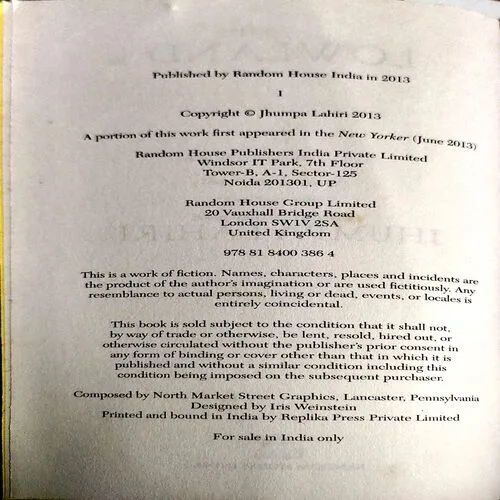 Published by Random House India in 2013
1
Copyright © Jhumpa Lahiri 2013
A portion of this work first appeared in the New Yorker (June 2013)
Random House Publishers India Private Limited
Windsor IT Park, 7th Floor
Tower-B, A-1, Sector-125
Noida 201301, UP
Random House Group Limited
20 Vauxhall Bridge Road
London SW1V 2SA
United Kingdom
978 81 8400 386 4
This is a work of fiction. Names, characters, places and incidents are
the product of the author's imagination or are used fictitiously. Any
resemblance to actual persons, living or dead, events, or locales is
entirely coincidental.
This book is sold subject to the condition that it shall not,
by way of trade or otherwise, be lent, resold, hired out, or
otherwise circulated without the publisher's prior consent in
any form of binding or cover other than that in which it is
published and without a similar condition including this
condition being imposed on the subsequent purchaser.
Composed by North Market Street Graphics, Lancaster, Pennsylvania
Designed by Iris Weinstein
Printed and bound in India by Replika Press Private Limited
For sale in India only